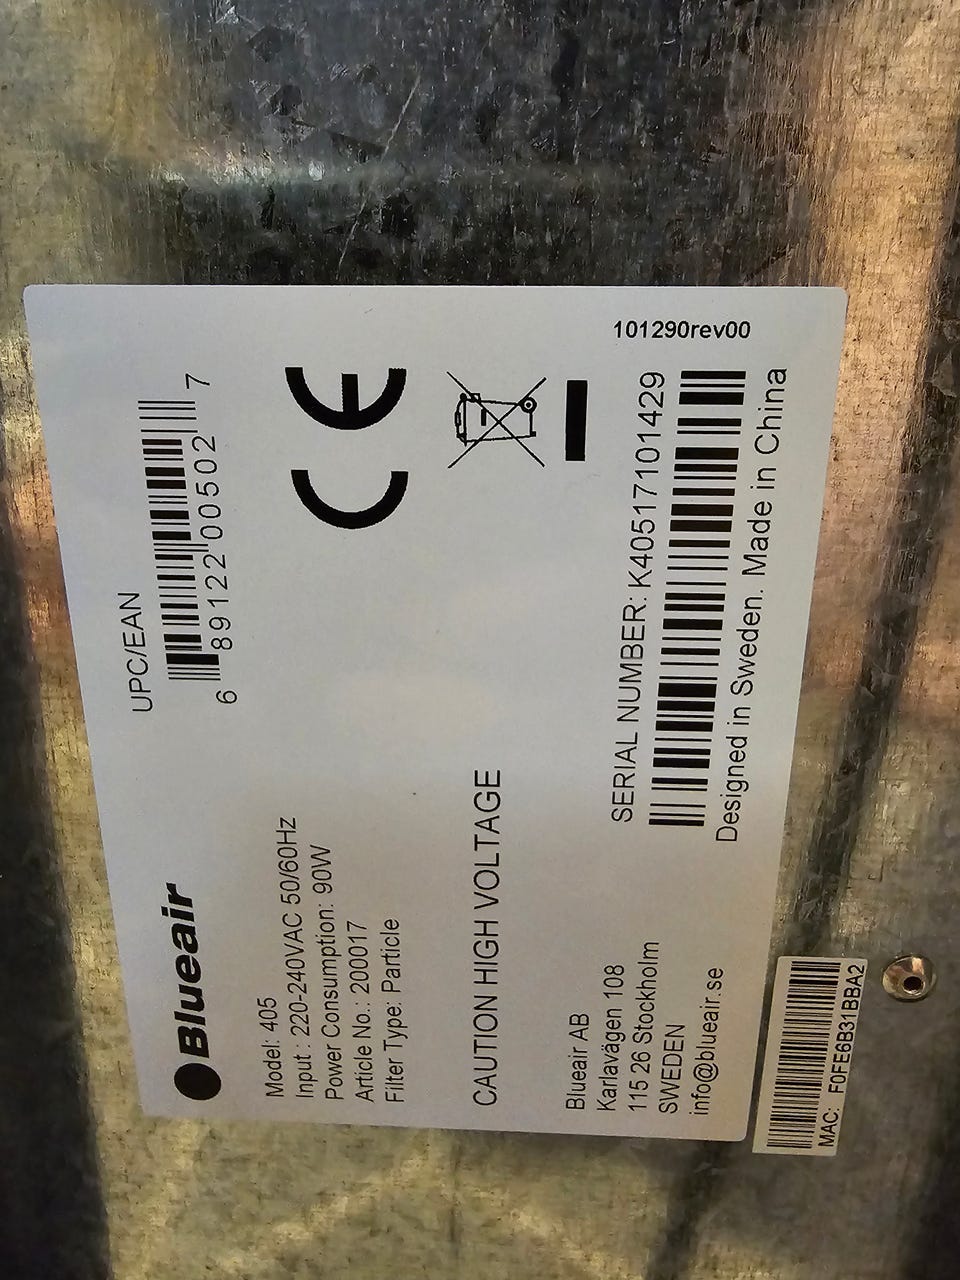 Blueair
UPC/EAN
6 89122 00502 7
Model: 405
Input : 220-240VAC 50/60Hz
Power Consumption: 90W
Article No.: 200017
Filter Type: Particle
CE
CAUTION HIGH VOLTAGE
Blueair AB
Karlavägen 108
115 26 Stockholm
SWEDEN
info@blueair.se
SERIAL NUMBER: K40517101429
Designed in Sweden. Made in China
101290rev00
MAC: F0FE6B31BBA2